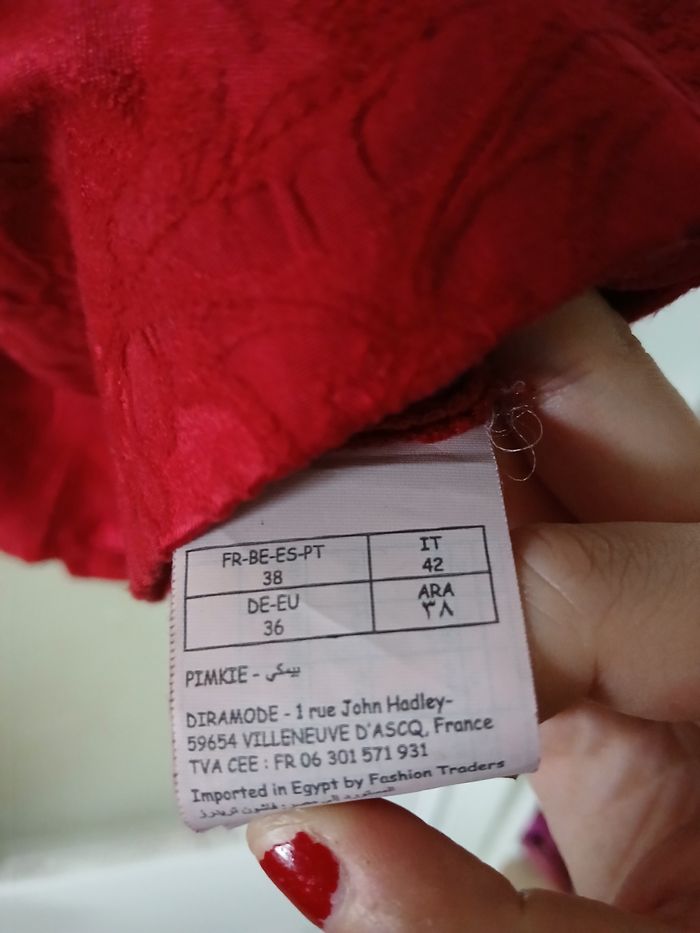 FR-BE-ES-PT
38
IT
42
DE-EU
36
ARA
٣٨
PIMKIE - بيمكي
DIRAMODE - 1 rue John Hadley-
59654 VILLENEUVE D'ASCQ, France
TVA CEE : FR 06 301 571 931
Imported in Egypt by Fashion Traders